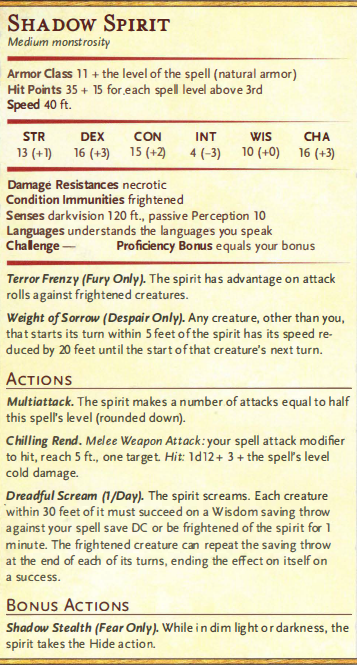 SHADOW SPIRIT
Medium monstrosity
Armor Class 11 + the level of the spell (natural armor)
Hit Points 35 + 15 for each spell level above 3rd
Speed 40 ft.
STR DEX CON INT WIS CHA
13 (+1) 16 (+3) 15 (+2) 4 (–3) 10 (+0) 16 (+3)
Damage Resistances necrotic
Condition Immunities frightened
Senses darkvision 120 ft., passive Perception 10
Languages understands the languages you speak
Challenge — Proficiency Bonus equals your bonus
Terror Frenzy (Fury Only). The spirit has advantage on attack
rolls against frightened creatures.
Weight of Sorrow (Despair Only). Any creature, other than you,
that starts its turn within 5 feet of the spirit has its speed re-
duced by 20 feet until the start of that creature's next turn.
ACTIONS
Multiattack. The spirit makes a number of attacks equal to half
this spell's level (rounded down).
Chilling Rend. Melee Weapon Attack: your spell attack modifier
to hit, reach 5 ft., one target. Hit: 1d12 + 3 + the spell's level
cold damage.
Dreadful Scream (1/Day). The spirit screams. Each creature
within 30 feet of it must succeed on a Wisdom saving throw
against your spell save DC or be frightened of the spirit for 1
minute. The frightened creature can repeat the saving throw
at the end of each of its turns, ending the effect on itself on
a success.
BONUS ACTIONS
Shadow Stealth (Fear Only). While in dim light or darkness, the
spirit takes the Hide action.